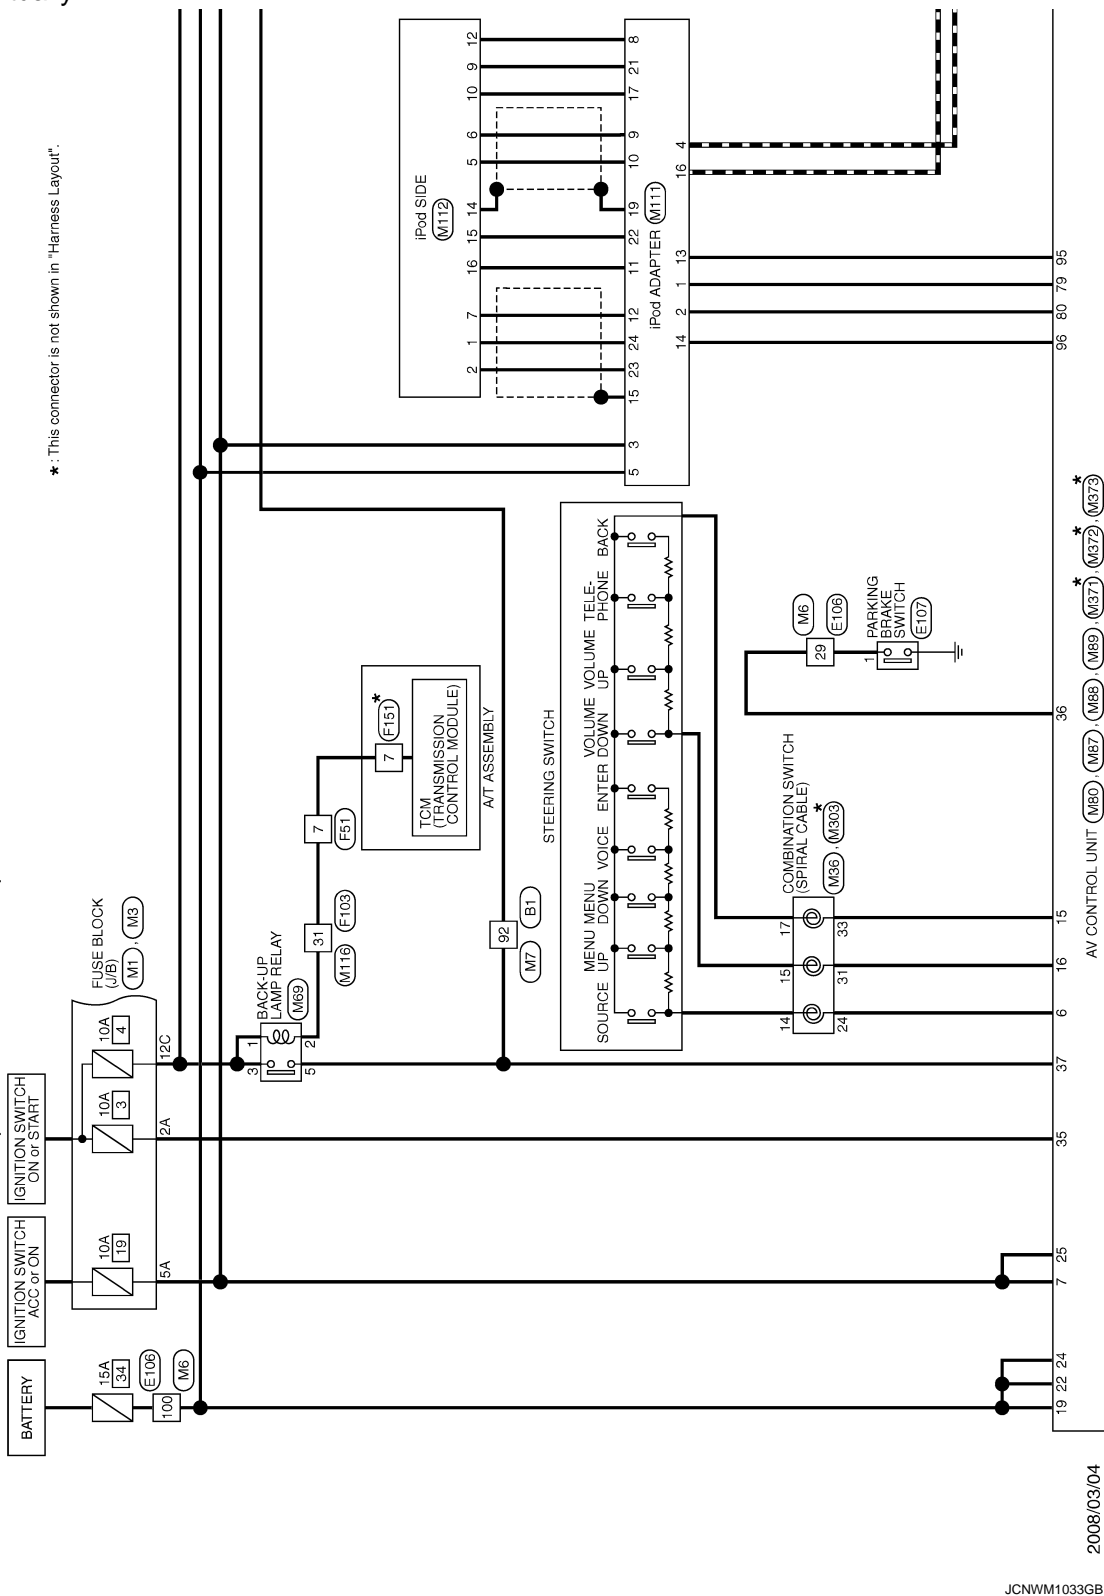 * : This connector is not shown in "Harness Layout".
BATTERY
15A
34
E106
100
M6
IGNITION SWITCH
ACC or ON
10A
19
5A
IGNITION SWITCH
ON or START
10A
3
2A
10A
4
12C
FUSE BLOCK
(J/B)
M1 , M3
BACK-UP
LAMP RELAY
M69
1
2
3
5
31
M116
F103
7
F51
7
F151
*
TCM
(TRANSMISSION
CONTROL MODULE)
A/T ASSEMBLY
92
M7
B1
iPod SIDE
M112
12
9
10
6
5
14
15
16
7
1
2
8
21
17
9
10
19
22
11
12
24
23
15
3
5
iPod ADAPTER
M111
4
16
13
1
2
14
STEERING SWITCH
SOURCE
MENU
UP
MENU
DOWN
VOICE
ENTER
VOLUME
DOWN
VOLUME
UP
TELE-
PHONE
BACK
COMBINATION SWITCH
(SPIRAL CABLE)
M36 , M303
*
17
33
15
31
14
24
M6
E106
29
PARKING
BRAKE
SWITCH
E107
1
95
79
80
96
36
15
16
6
37
35
25
7
24
22
19
AV CONTROL UNIT M80 , M87 , M88 , M89 , M371 , M372 , M373
* * *
2008/03/04
JCNWM1033GB